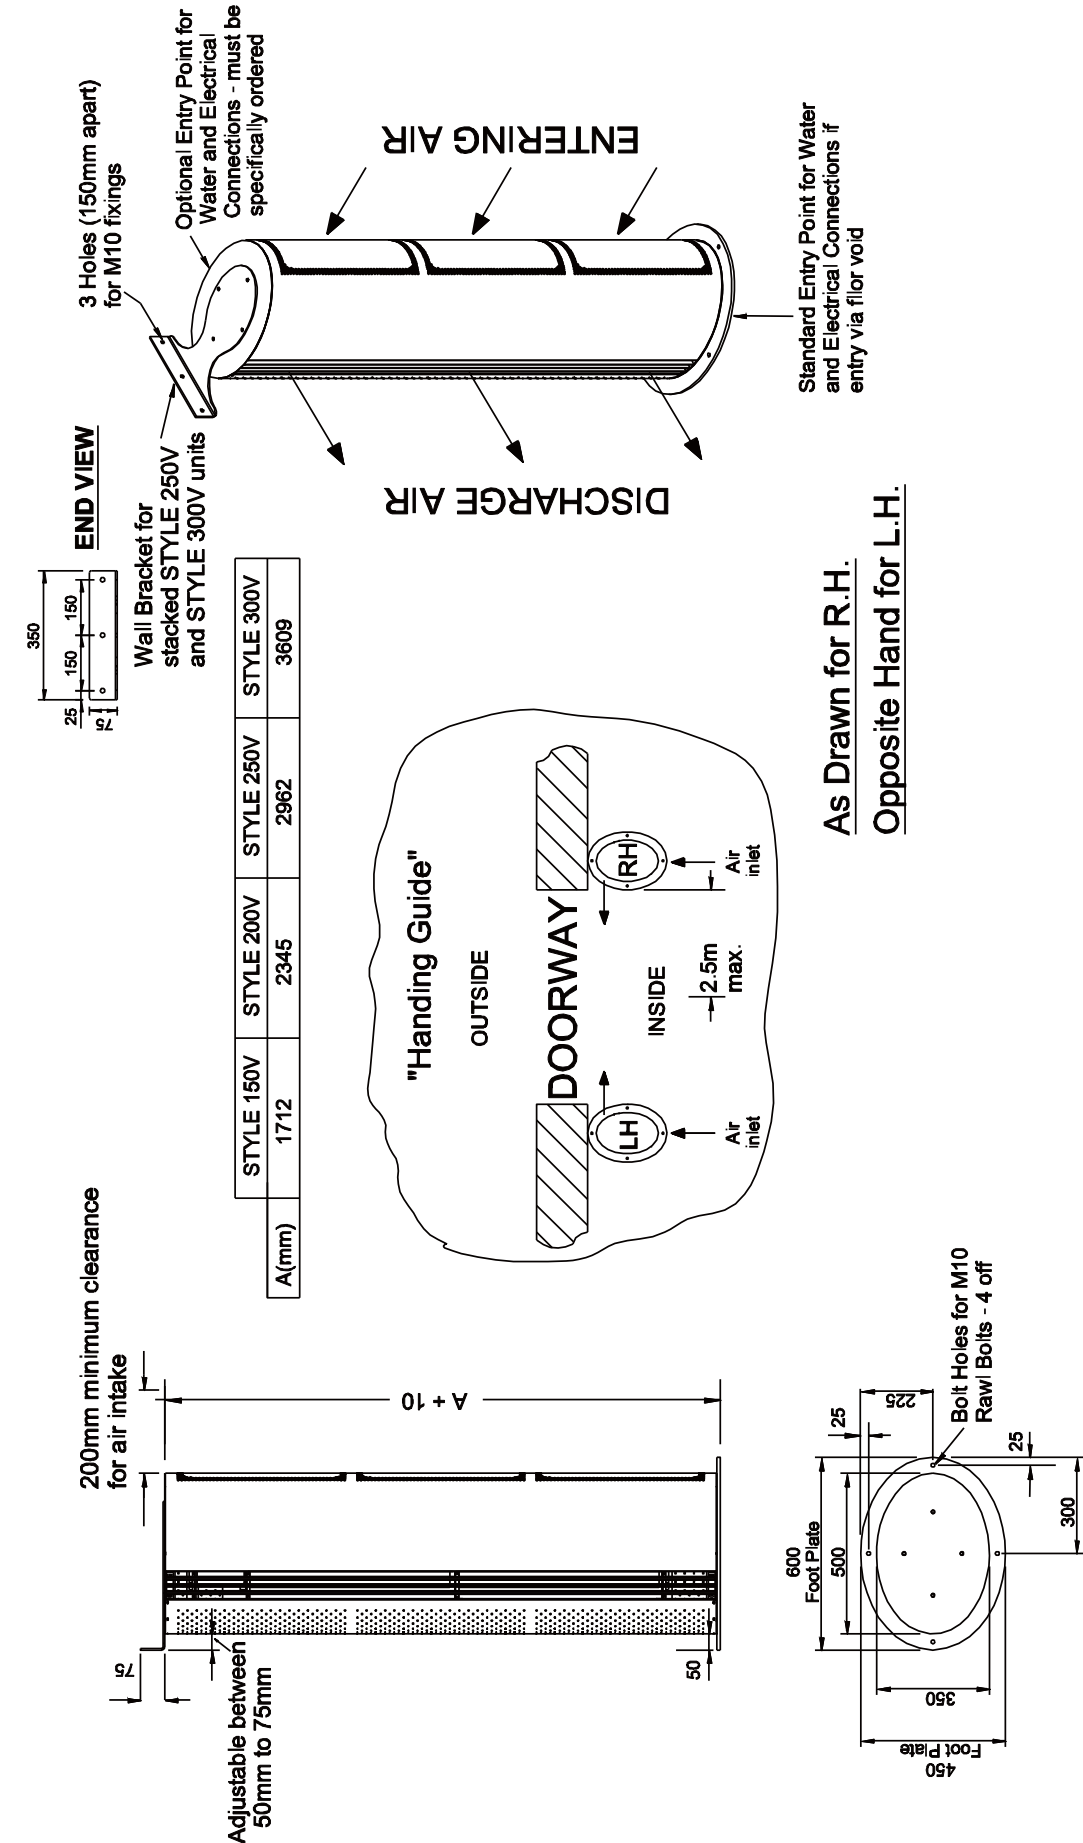 200mm minimum clearance
for air intake
75
Adjustable between
50mm to 75mm
50
A + 10
600
Foot Plate
500
25
225
Bolt Holes for M10
Rawl Bolts - 4 off
25
300
350
450
Foot Plate
STYLE 150V STYLE 200V STYLE 250V STYLE 300V
A(mm) 1712 2345 2962 3609
"Handing Guide"
OUTSIDE
DOORWAY
INSIDE
LH
RH
Air
inlet
Air
inlet
2.5m
max.
350
25
150
150
75
END VIEW
Wall Bracket for
stacked STYLE 250V
and STYLE 300V units
3 Holes (150mm apart)
for M10 fixings
Optional Entry Point for
Water and Electrical
Connections - must be
specifically ordered
ENTERING AIR
DISCHARGE AIR
Standard Entry Point for Water
and Electrical Connections if
entry via flor void
As Drawn for R.H.
Opposite Hand for L.H.